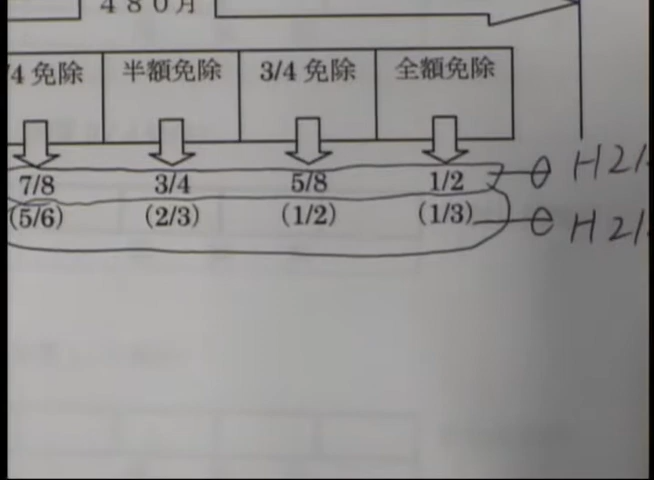 480月
/4免除 半額免除 3/4免除 全額免除
7/8 3/4 5/8 1/2 H21
(5/6) (2/3) (1/2) (1/3) H21